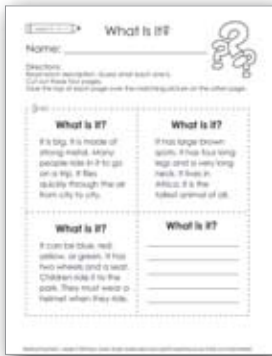 What Is It?
Name:
Directions:
Read each description. Guess what each one is.
Cut out these four pages.
Glue the top of each page over the matching picture on the other page.
What is it?
It is big. It is made of
strong metal. Many
people ride in it to go
on a trip. It flies
quickly through the air
from city to city.
What is it?
It has large brown
spots. It has four long
legs and a very long
neck. It lives in
Africa. It is the
tallest animal of all.
What is it?
It can be blue, red,
yellow, or green. It has
two wheels and a seat.
Children ride it to the
park. They must wear a
helmet when they ride.
What is it?